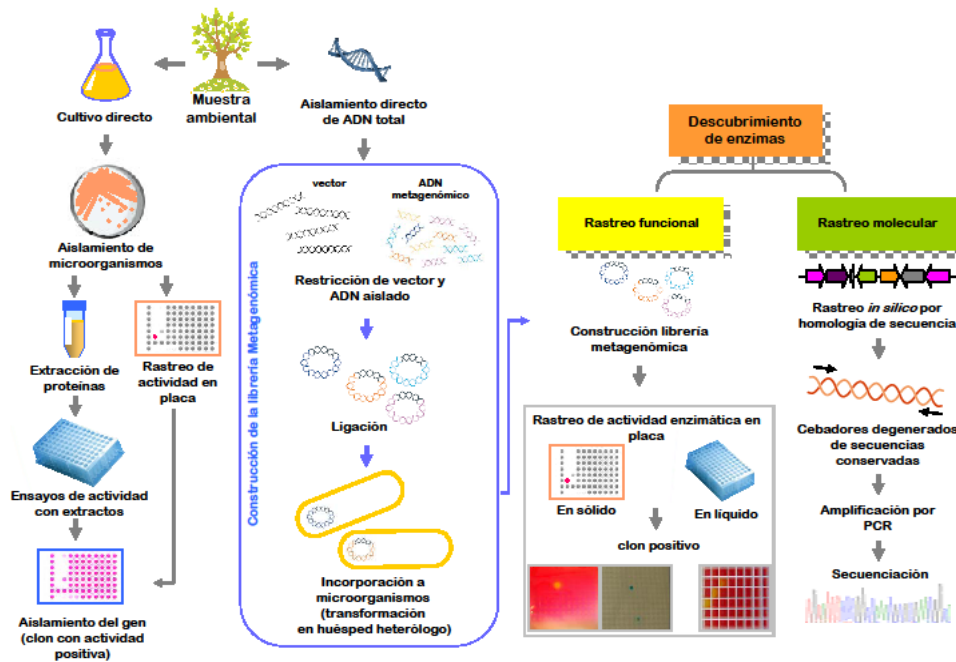 Muestra
ambiental
Cultivo directo
Aislamiento de
microorganismos
Extracción de
proteínas
Rastreo de
actividad en
placa
Ensayos de actividad
con extractos
Aislamiento del gen
(clon con actividad
positiva)
Aislamiento directo
de ADN total
Construcción de la librería Metagenómica
vector
ADN
metagenómico
Restricción de vector y
ADN aislado
Ligación
Incorporación a
microorganismos
(transformación
en huésped heterólogo)
Descubrimiento
de enzimas
Rastreo funcional
Construcción librería
metagenómica
Rastreo de actividad enzimática en
placa
En sólido
En líquido
clon positivo
Rastreo molecular
Rastreo in silico por
homología de secuencia
Cebadores degenerados
de secuencias
conservadas
Amplificación por
PCR
Secuenciación